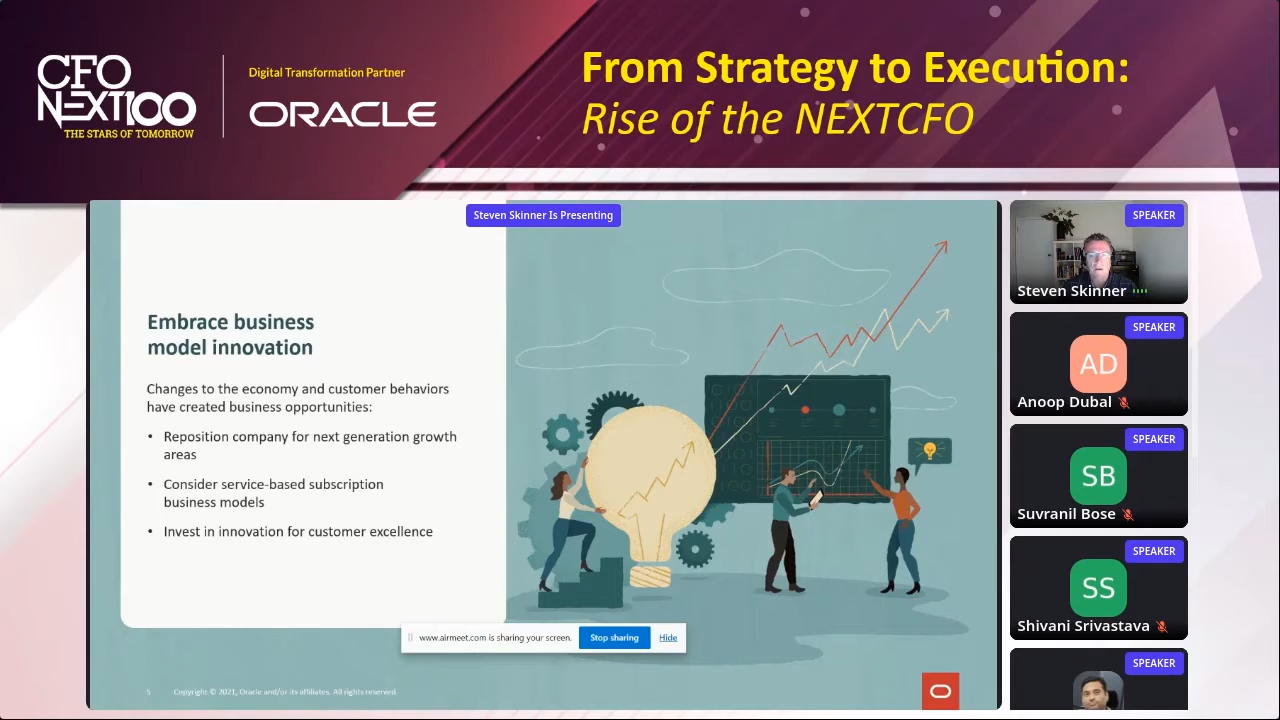 CFO
NEXT100
THE STARS OF TOMORROW
Digital Transformation Partner
ORACLE
From Strategy to Execution:
Rise of the NEXTCFO
Steven Skinner Is Presenting
Embrace business
model innovation
Changes to the economy and customer behaviors
have created business opportunities:
• Reposition company for next generation growth
areas
• Consider service-based subscription
business models
• Invest in innovation for customer excellence
www.airmeet.com is sharing your screen.
Stop sharing
Hide
5
Copyright © 2021, Oracle and/or its affiliates. All rights reserved
SPEAKER
Steven Skinner
SPEAKER
AD
Anoop Dubal
SPEAKER
SB
Suvranil Bose
SPEAKER
SS
Shivani Srivastava
SPEAKER